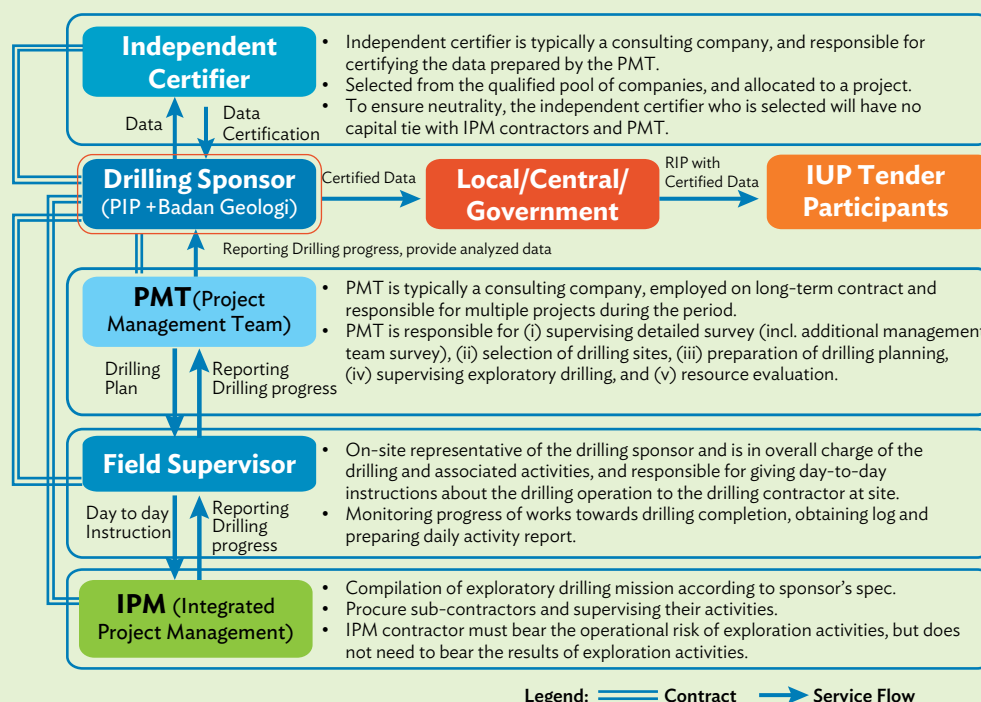 Independent
Certifier
• Independent certifier is typically a consulting company, and responsible for
certifying the data prepared by the PMT.
• Selected from the qualified pool of companies, and allocated to a project.
• To ensure neutrality, the independent certifier who is selected will have no
capital tie with IPM contractors and PMT.
Data
Data
Certification
Drilling Sponsor
(PIP +Badan Geologi)
Certified Data
Local/Central/
Government
RIP with
Certified Data
IUP Tender
Participants
Reporting Drilling progress, provide analyzed data
PMT(Project
Management Team)
• PMT is typically a consulting company, employed on long-term contract and
responsible for multiple projects during the period.
• PMT is responsible for (i) supervising detailed survey (incl. additional management
team survey), (ii) selection of drilling sites, (iii) preparation of drilling planning,
(iv) supervising exploratory drilling, and (v) resource evaluation.
Drilling
Plan
Reporting
Drilling progress
Field Supervisor
• On-site representative of the drilling sponsor and is in overall charge of the
drilling and associated activities, and responsible for giving day-to-day
instructions about the drilling operation to the drilling contractor at site.
• Monitoring progress of works towards drilling completion, obtaining log and
preparing daily activity report.
Day to day
Instruction
Reporting
Drilling
progress
IPM (Integrated
Project Management)
• Compilation of exploratory drilling mission according to sponsor's spec.
• Procure sub-contractors and supervising their activities.
• IPM contractor must bear the operational risk of exploration activities, but does
not need to bear the results of exploration activities.
Legend: Contract Service Flow